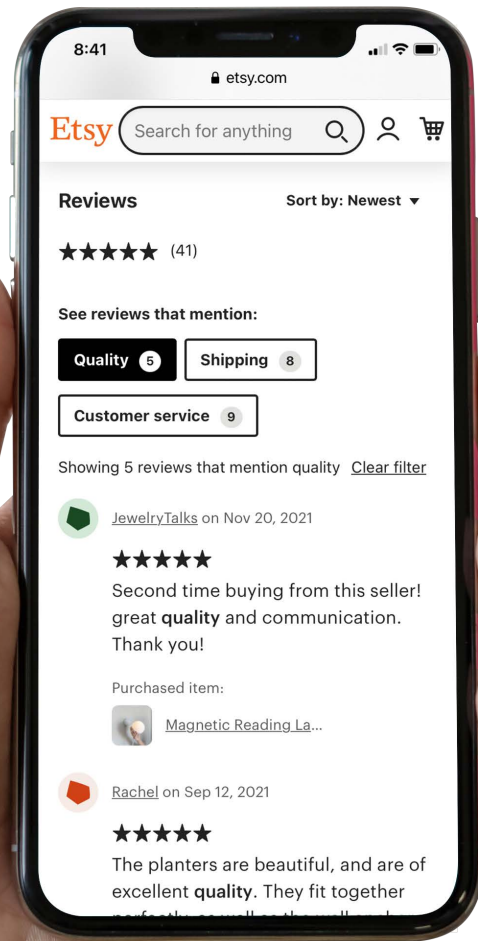 8:41
etsy.com
Etsy
Search for anything
Reviews
Sort by: Newest
(41)
See reviews that mention:
Quality 5
Shipping 8
Customer service 9
Showing 5 reviews that mention quality Clear filter
JewelryTalks on Nov 20, 2021
Second time buying from this seller!
great quality and communication.
Thank you!
Purchased item:
Magnetic Reading La...
Rachel on Sep 12, 2021
The planters are beautiful, and are of
excellent quality. They fit together